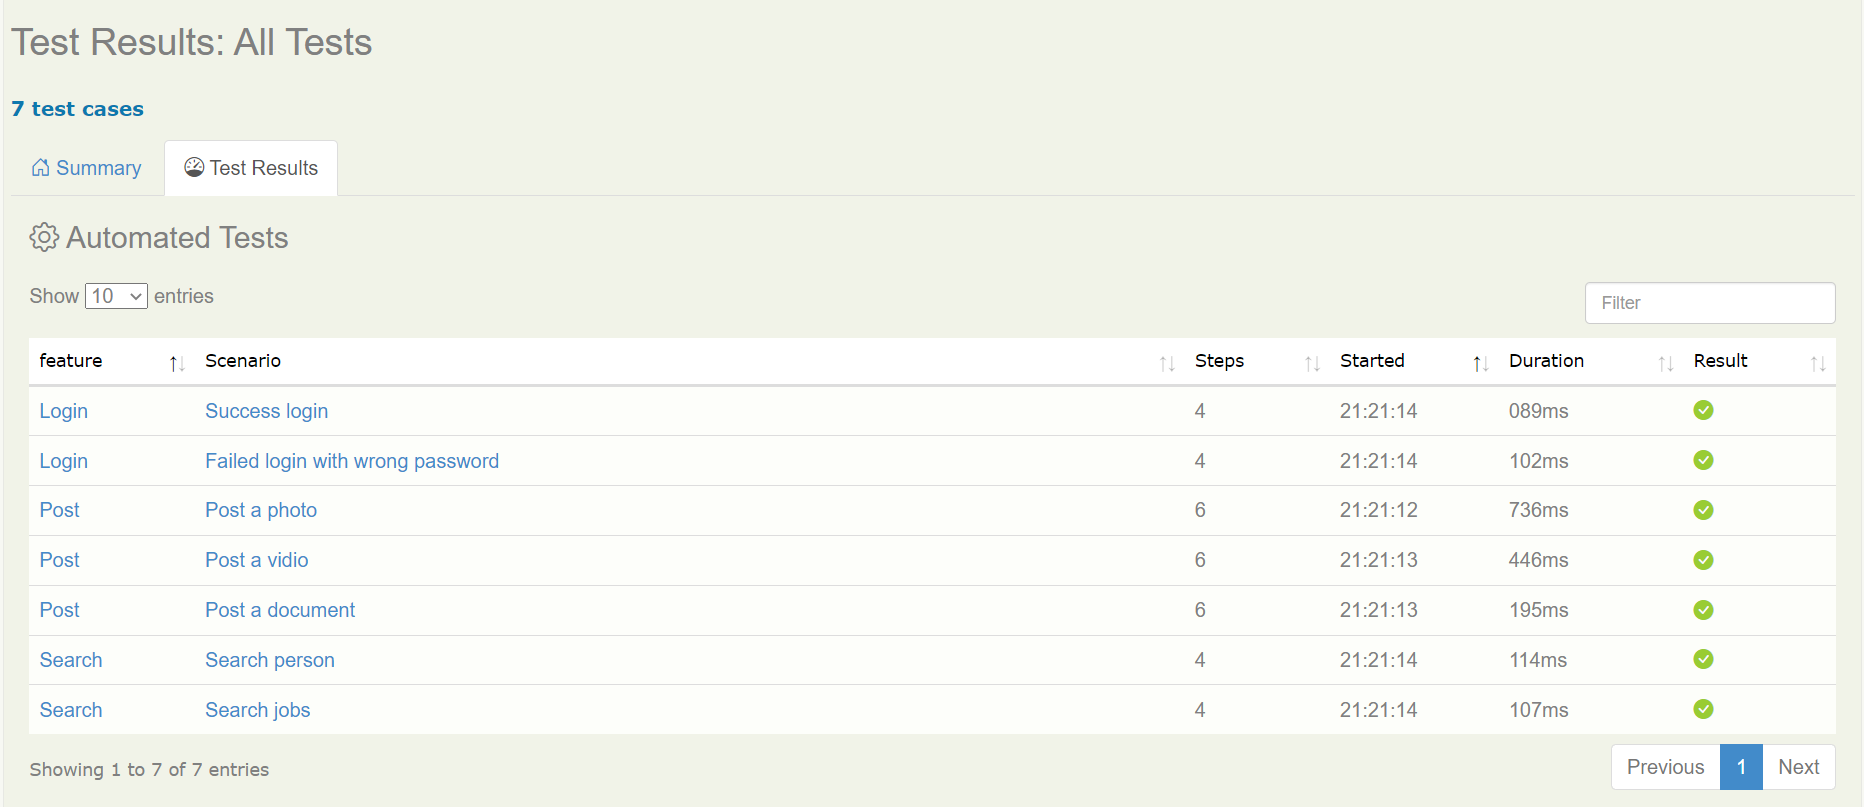 Test Results: All Tests
7 test cases
Summary Test Results
Automated Tests
Show 10 entries
Filter
feature Scenario Steps Started Duration Result
Login Success login 4 21:21:14 089ms
Login Failed login with wrong password 4 21:21:14 102ms
Post Post a photo 6 21:21:12 736ms
Post Post a vidio 6 21:21:13 446ms
Post Post a document 6 21:21:13 195ms
Search Search person 4 21:21:14 114ms
Search Search jobs 4 21:21:14 107ms
Showing 1 to 7 of 7 entries
Previous 1 Next